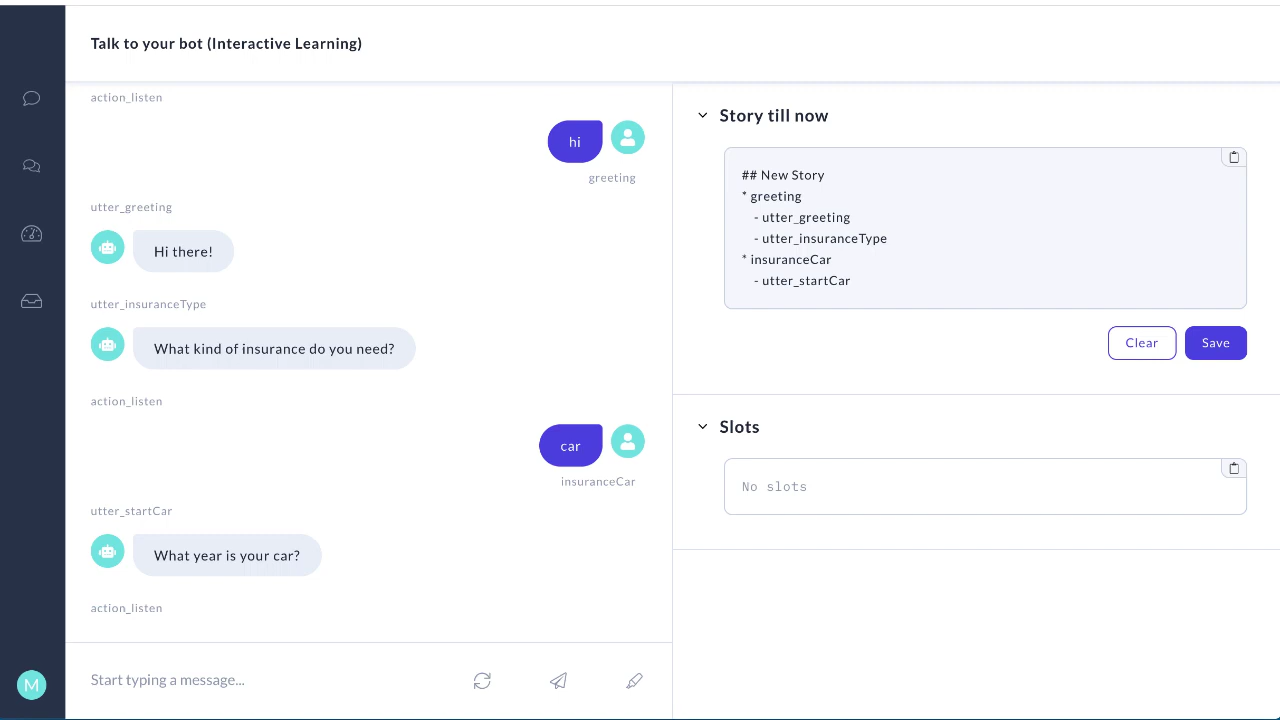 Talk to your bot (Interactive Learning)
action_listen
hi
greeting
utter_greeting
Hi there!
utter_insuranceType
What kind of insurance do you need?
action_listen
car
insuranceCar
utter_startCar
What year is your car?
action_listen
Start typing a message...
M
Story till now
## New Story
* greeting
- utter_greeting
- utter_insuranceType
* insuranceCar
- utter_startCar
Clear
Save
Slots
No slots